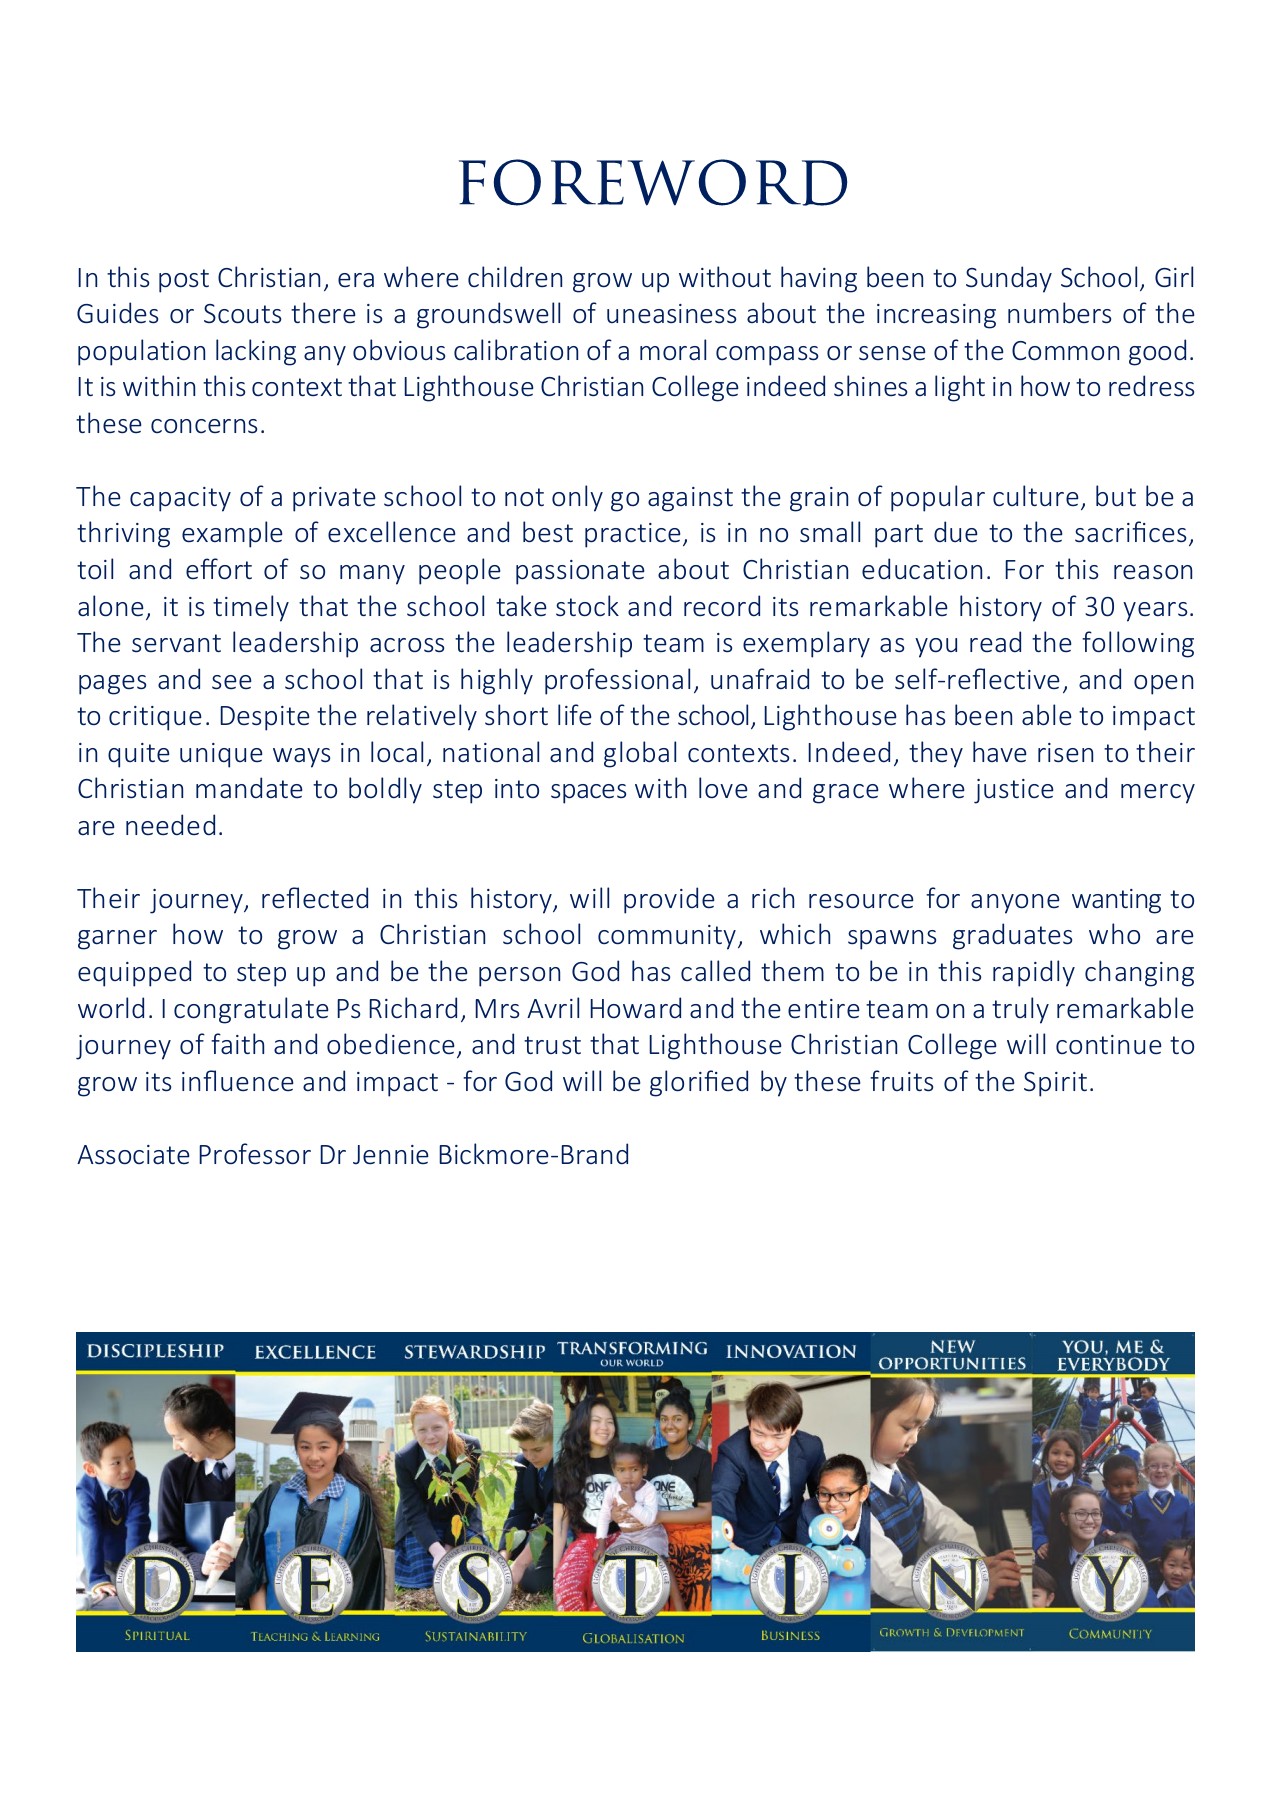 FOREWORD
In this post Christian, era where children grow up without having been to Sunday School, Girl
Guides or Scouts there is a groundswell of uneasiness about the increasing numbers of the
population lacking any obvious calibration of a moral compass or sense of the Common good.
It is within this context that Lighthouse Christian College indeed shines a light in how to redress
these concerns.
The capacity of a private school to not only go against the grain of popular culture, but be a
thriving example of excellence and best practice, is in no small part due to the sacrifices,
toil and effort of so many people passionate about Christian education. For this reason
alone, it is timely that the school take stock and record its remarkable history of 30 years.
The servant leadership across the leadership team is exemplary as you read the following
pages and see a school that is highly professional, unafraid to be self-reflective, and open
to critique. Despite the relatively short life of the school, Lighthouse has been able to impact
in quite unique ways in local, national and global contexts. Indeed, they have risen to their
Christian mandate to boldly step into spaces with love and grace where justice and mercy
are needed.
Their journey, reflected in this history, will provide a rich resource for anyone wanting to
garner how to grow a Christian school community, which spawns graduates who are
equipped to step up and be the person God has called them to be in this rapidly changing
world. I congratulate Ps Richard, Mrs Avril Howard and the entire team on a truly remarkable
journey of faith and obedience, and trust that Lighthouse Christian College will continue to
grow its influence and impact - for God will be glorified by these fruits of the Spirit.
Associate Professor Dr Jennie Bickmore-Brand
DISCIPLESHIP EXCELLENCE STEWARDSHIP TRANSFORMING OUR WORLD INNOVATION NEW OPPORTUNITIES YOU, ME & EVERYBODY
ONE ONE
D E S T I N Y
SPIRITUAL TEACHING & LEARNING SUSTAINABILITY GLOBALISATION BUSINESS GROWTH & DEVELOPMENT COMMUNITY